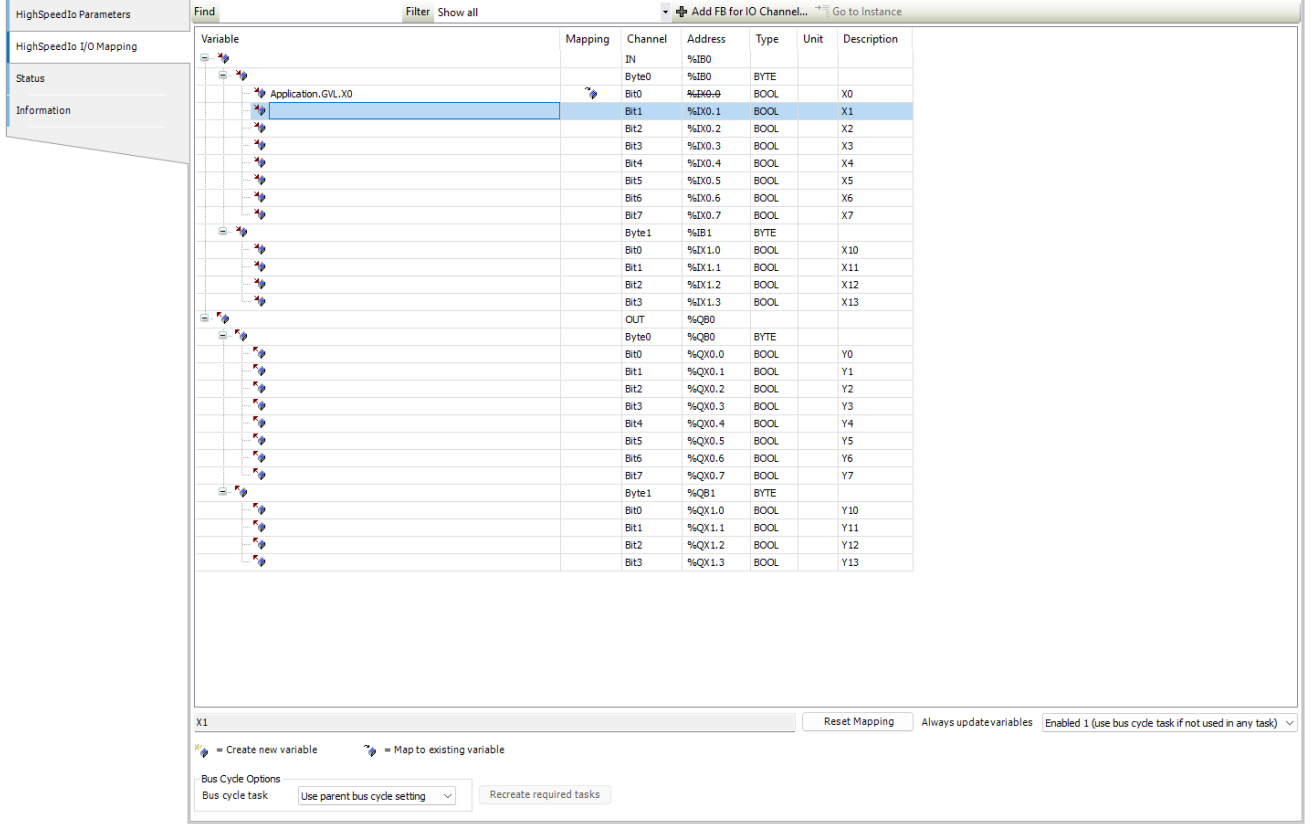 HighSpeedIo Parameters
HighSpeedIo I/O Mapping
Status
Information
Find Filter Show all Add FB for IO Channel... Go to Instance
Variable Mapping Channel Address Type Unit Description
IN %IB0
Byte0 %IB0 BYTE
Application.GVL.X0 Bit0 %IX0.0 BOOL X0
Bit1 %IX0.1 BOOL X1
Bit2 %IX0.2 BOOL X2
Bit3 %IX0.3 BOOL X3
Bit4 %IX0.4 BOOL X4
Bit5 %IX0.5 BOOL X5
Bit6 %IX0.6 BOOL X6
Bit7 %IX0.7 BOOL X7
Byte1 %IB1 BYTE
Bit0 %IX1.0 BOOL X10
Bit1 %IX1.1 BOOL X11
Bit2 %IX1.2 BOOL X12
Bit3 %IX1.3 BOOL X13
OUT %QB0
Byte0 %QB0 BYTE
Bit0 %QX0.0 BOOL Y0
Bit1 %QX0.1 BOOL Y1
Bit2 %QX0.2 BOOL Y2
Bit3 %QX0.3 BOOL Y3
Bit4 %QX0.4 BOOL Y4
Bit5 %QX0.5 BOOL Y5
Bit6 %QX0.6 BOOL Y6
Bit7 %QX0.7 BOOL Y7
Byte1 %QB1 BYTE
Bit0 %QX1.0 BOOL Y10
Bit1 %QX1.1 BOOL Y11
Bit2 %QX1.2 BOOL Y12
Bit3 %QX1.3 BOOL Y13
X1 Reset Mapping Always update variables Enabled 1 (use bus cycle task if not used in any task)
= Create new variable = Map to existing variable
Bus Cycle Options
Bus cycle task Use parent bus cycle setting Recreate required tasks